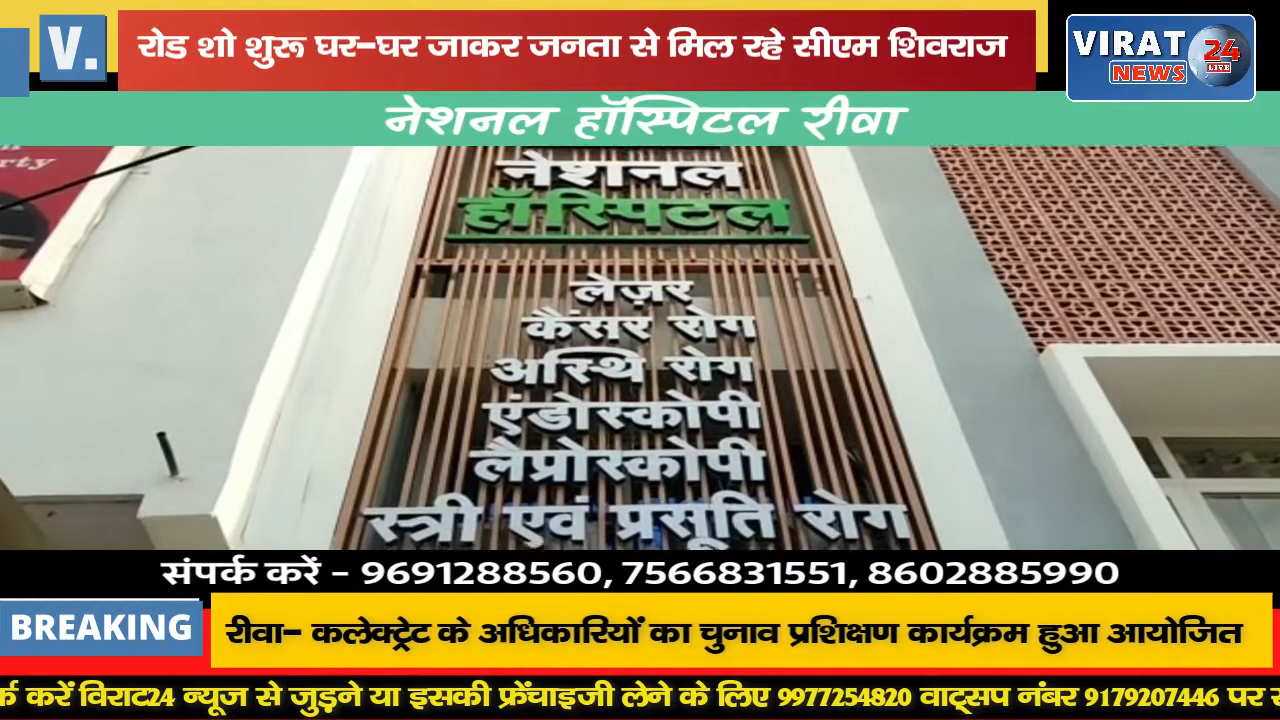 V.
रोड शो शुरू घर-घर जाकर जनता से मिल रहे सीएम शिवराज
VIRAT 24
NEWS LIVE
नेशनल हॉस्पिटल रीवा
rty
नेशनल
हॉस्पिटल
लेज़र
कैंसर रोग
अस्थि रोग
एंडोस्कोपी
लैप्रोस्कोपी
स्त्री एवं प्रसूति रोग
संपर्क करें - 9691288560, 7566831551, 8602885990
BREAKING
रीवा- कलेक्ट्रेट के अधिकारियों का चुनाव प्रशिक्षण कार्यक्रम हुआ आयोजित
करें विराट24 न्यूज से जुड़ने या इसकी फ्रेंचाइजी लेने के लिए 9977254820 वाट्सप नंबर 9179207446 पर